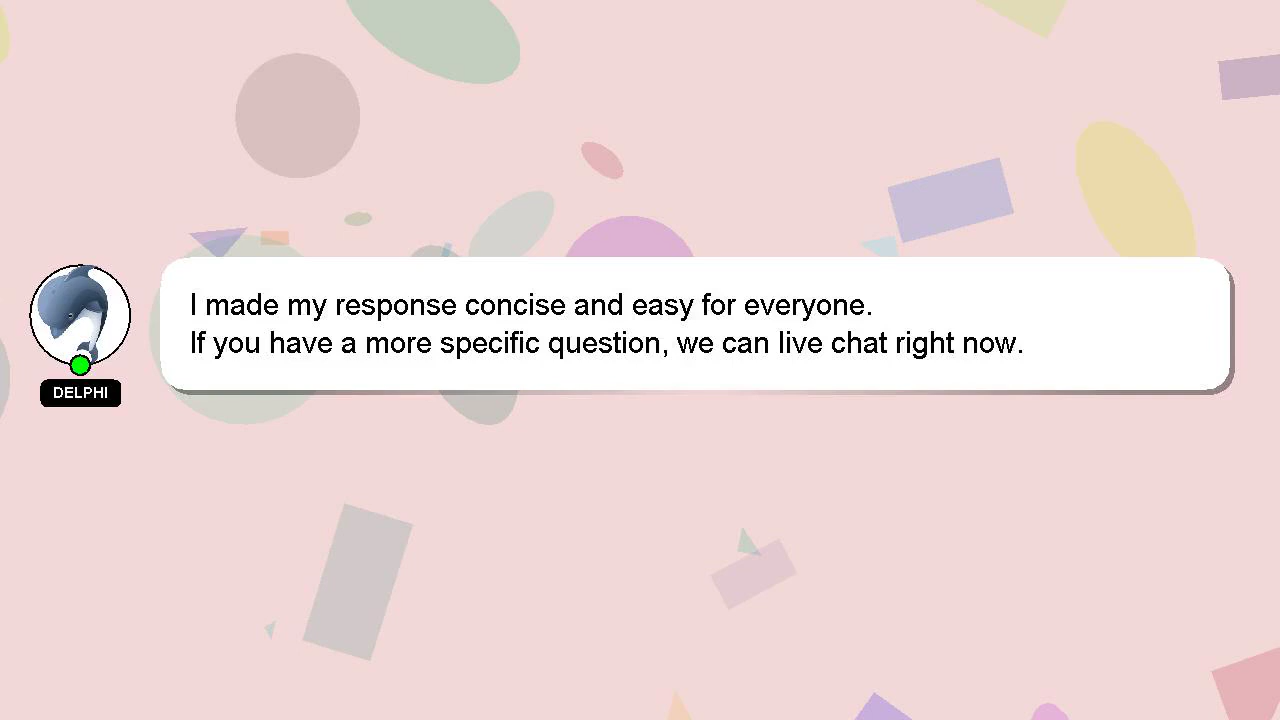 I made my response concise and easy for everyone.
If you have a more specific question, we can live chat right now.
DELPHI